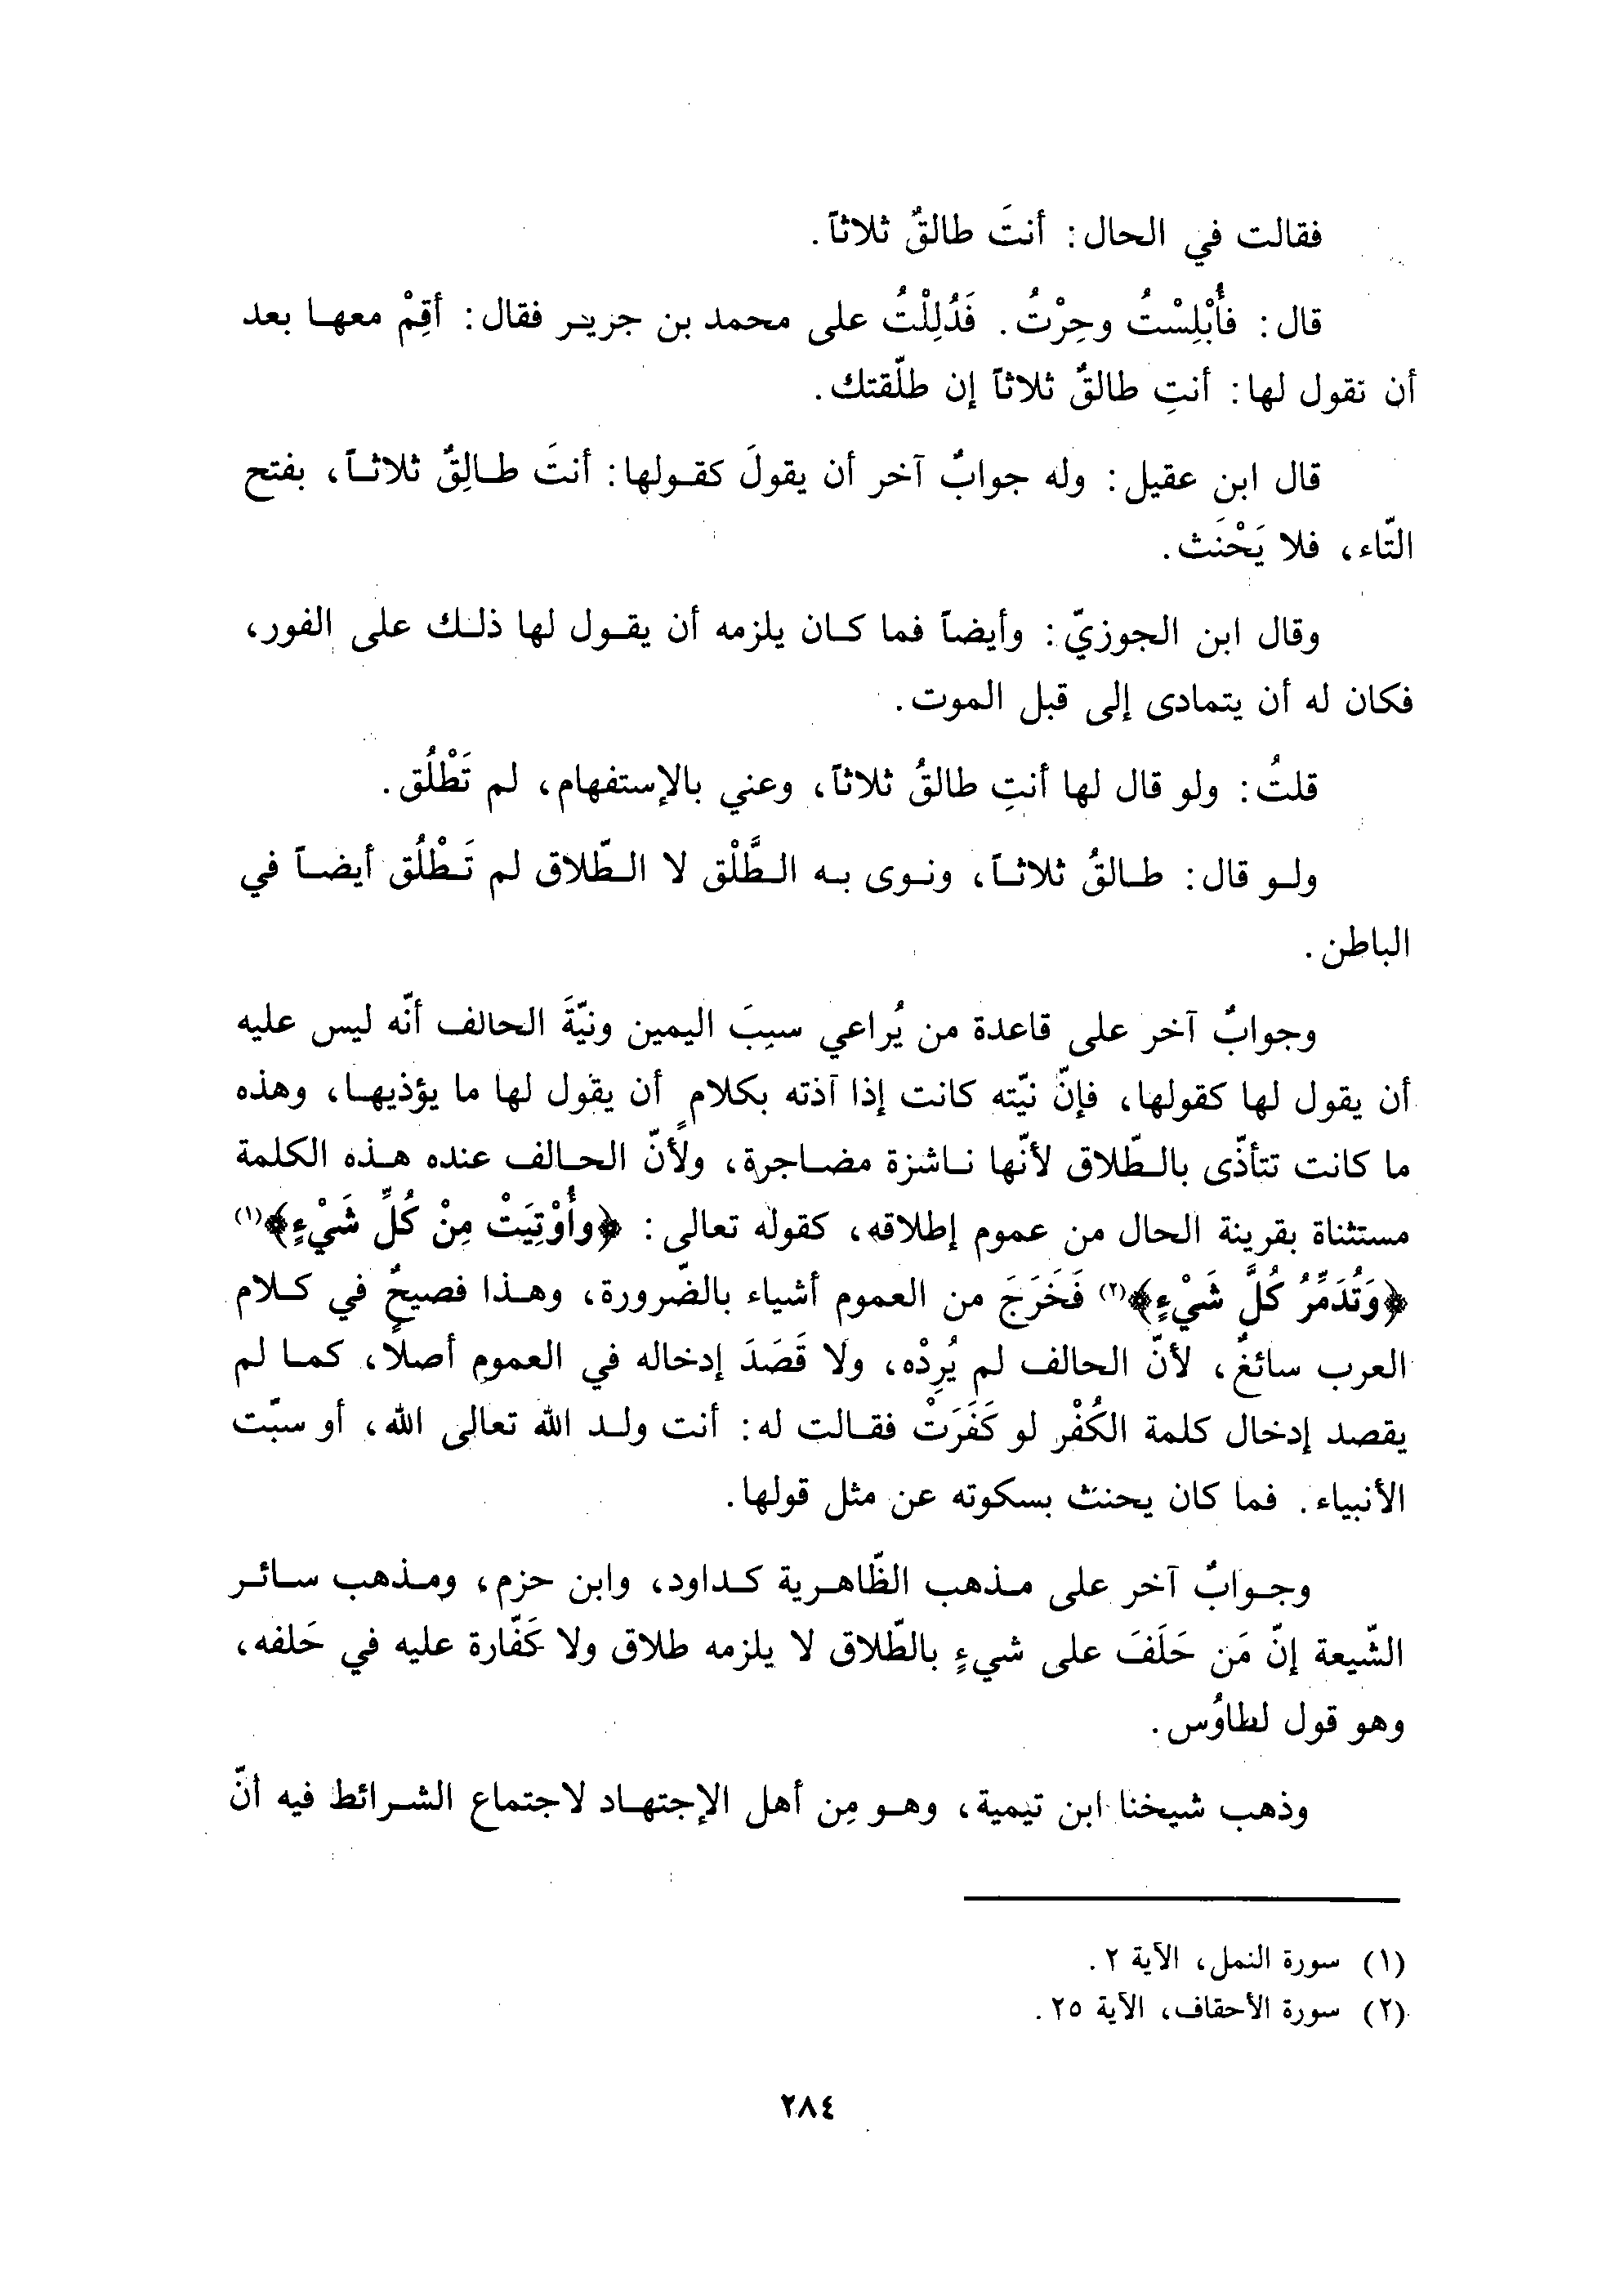 فقالت في الحال: أنتَ طالقٌ ثلاثاً.
قال: فأُبْلِسْتُ وحِرْتُ. فَدُلِلْتُ على محمد بن جرير فقال: أقِمْ معها بعد
أن تقول لها: أنتِ طالقٌ ثلاثاً إن طلّقتك.
قال ابن عقيل: وله جوابٌ آخر أن يقولَ كقولها: أنتَ طالِقٌ ثلاثاً، بفتح
التّاء، فلا يَحْنَث.
وقال ابن الجوزيّ: وأيضاً فما كان يلزمه أن يقول لها ذلك على الفور،
فكان له أن يتمادى إلى قبل الموت.
قلتُ: ولو قال لها أنتِ طالقُ ثلاثاً، وعني بالإستفهام، لم تَطْلُق.
ولو قال: طالقُ ثلاثاً، ونوى به الطَّلْق لا الطّلاق لم تَطْلُق أيضاً في
الباطن.
وجوابٌ آخر على قاعدة من يُراعي سببَ اليمين ونيّةَ الحالف أنّه ليس عليه
أن يقول لها كقولها، فإنّ نيّته كانت إذا آذته بكلامٍ أن يقول لها ما يؤذيها، وهذه
ما كانت تتأذّى بالطّلاق لأنّها ناشزة مضاجرة، ولأنّ الحالف عنده هذه الكلمة
مستثناة بقرينة الحال من عموم إطلاقه، كقوله تعالى: ﴿وأُوْتِيَتْ مِنْ كُلِّ شَيْءٍ﴾(١)
﴿وَتُدَمِّرُ كُلَّ شَيْءٍ﴾(٢) فَخَرَجَ من العموم أشياء بالضّرورة، وهذا فصيحٌ في كلام
العرب سائغٌ، لأنّ الحالف لم يُرِدْه، ولا قَصَدَ إدخاله في العموم أصلاً، كما لم
يقصد إدخال كلمة الكُفْر لو كَفَرَتْ فقالت له: أنت ولد الله تعالى الله، أو سبّت
الأنبياء. فما كان يحنث بسكوته عن مثل قولها.
وجوابٌ آخر على مذهب الظّاهرية كداود، وابن حزم، ومذهب سائر
الشّيعة إنّ مَن حَلَفَ على شيءٍ بالطّلاق لا يلزمه طلاق ولا كَفّارة عليه في حَلفه،
وهو قول لطاوُس.
وذهب شيخنا ابن تيمية، وهو مِن أهل الإجتهاد لاجتماع الشرائط فيه أنّ
(١) سورة النمل، الآية ٢.
(٢) سورة الأحقاف، الآية ٢٥.
٢٨٤